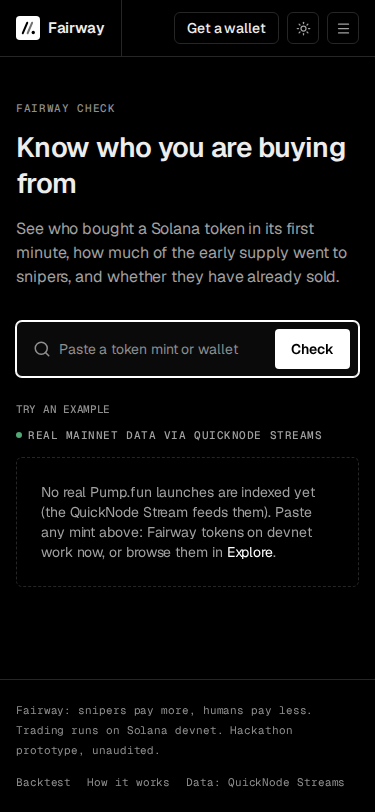 Fairway
Get a wallet
FAIRWAY CHECK
Know who you are buying
from
See who bought a Solana token in its first
minute, how much of the early supply went to
snipers, and whether they have already sold.
Paste a token mint or wallet
Check
TRY AN EXAMPLE
REAL MAINNET DATA VIA QUICKNODE STREAMS
No real Pump.fun launches are indexed yet
(the QuickNode Stream feeds them). Paste
any mint above: Fairway tokens on devnet
work now, or browse them in Explore.
Fairway: snipers pay more, humans pay less.
Trading runs on Solana devnet. Hackathon
prototype, unaudited.
Backtest How it works Data: QuickNode Streams